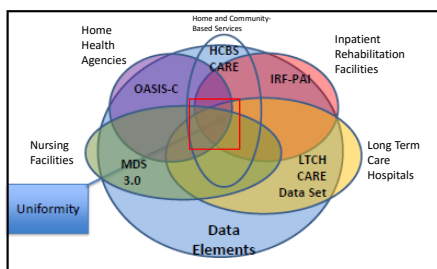 Home and Community-
Based Services
Home
Health
Agencies
HCBS
CARE
Inpatient
Rehabilitation
Facilities
OASIS-C
IRF-PAI
Nursing
Facilities
MDS
3.0
LTCH
CARE
Data Set
Long Term
Care
Hospitals
Uniformity
Data
Elements